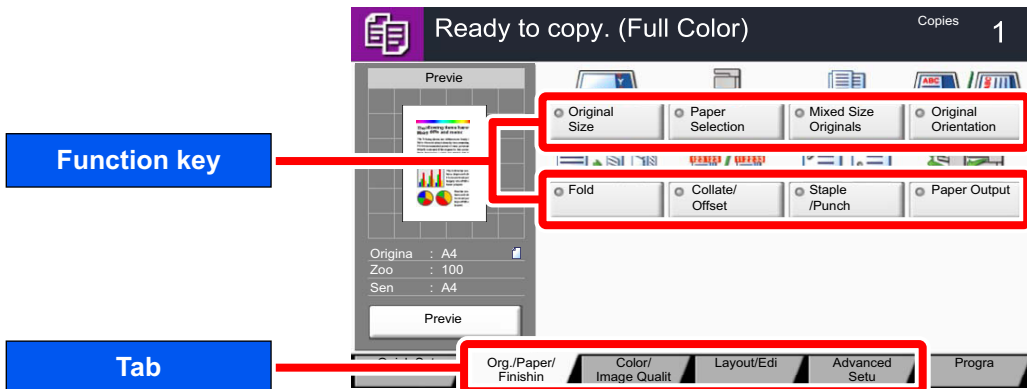 Ready to copy. (Full Color)
Copies
1
Previe
Original
Size
Paper
Selection
Mixed Size
Originals
Original
Orientation
Function key
Fold
Collate/
Offset
Staple
/Punch
Paper Output
Origina : A4
Zoo : 100
Sen : A4
Previe
Tab
Org./Paper/
Finishin
Color/
Image Qualit
Layout/Edi
Advanced
Setu
Progra